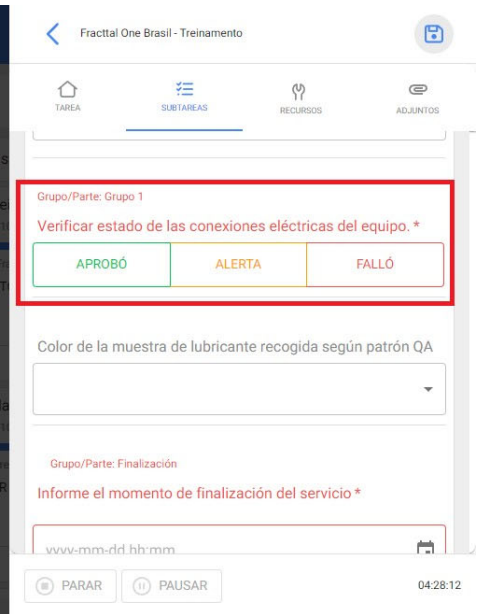 Fracttal One Brasil - Treinamento
TAREA
SUBTAREAS
RECURSOS
ADJUNTOS
Grupo/Parte: Grupo 1
Verificar estado de las conexiones eléctricas del equipo. *
APROBÓ
ALERTA
FALLÓ
Color de la muestra de lubricante recogida según patrón QA
Grupo/Parte: Finalización
Informe el momento de finalización del servicio *
yyyy-mm-dd hh:mm
PARAR
PAUSAR
04:28:12